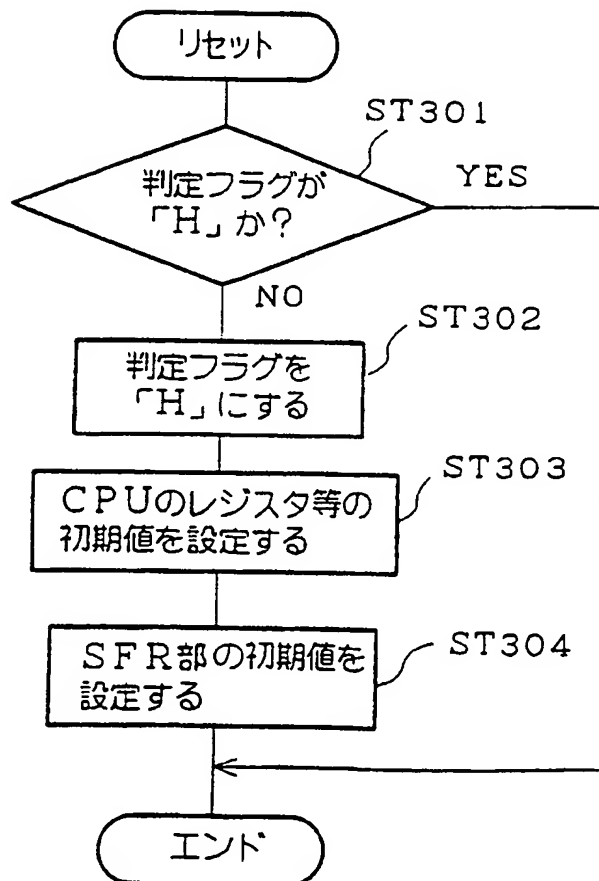 リセット
ST301
判定フラグが
「H」か?
YES
NO
ST302
判定フラグを
「H」にする
ST303
CPUのレジスタ等の
初期値を設定する
ST304
SFR部の初期値を
設定する
エンド